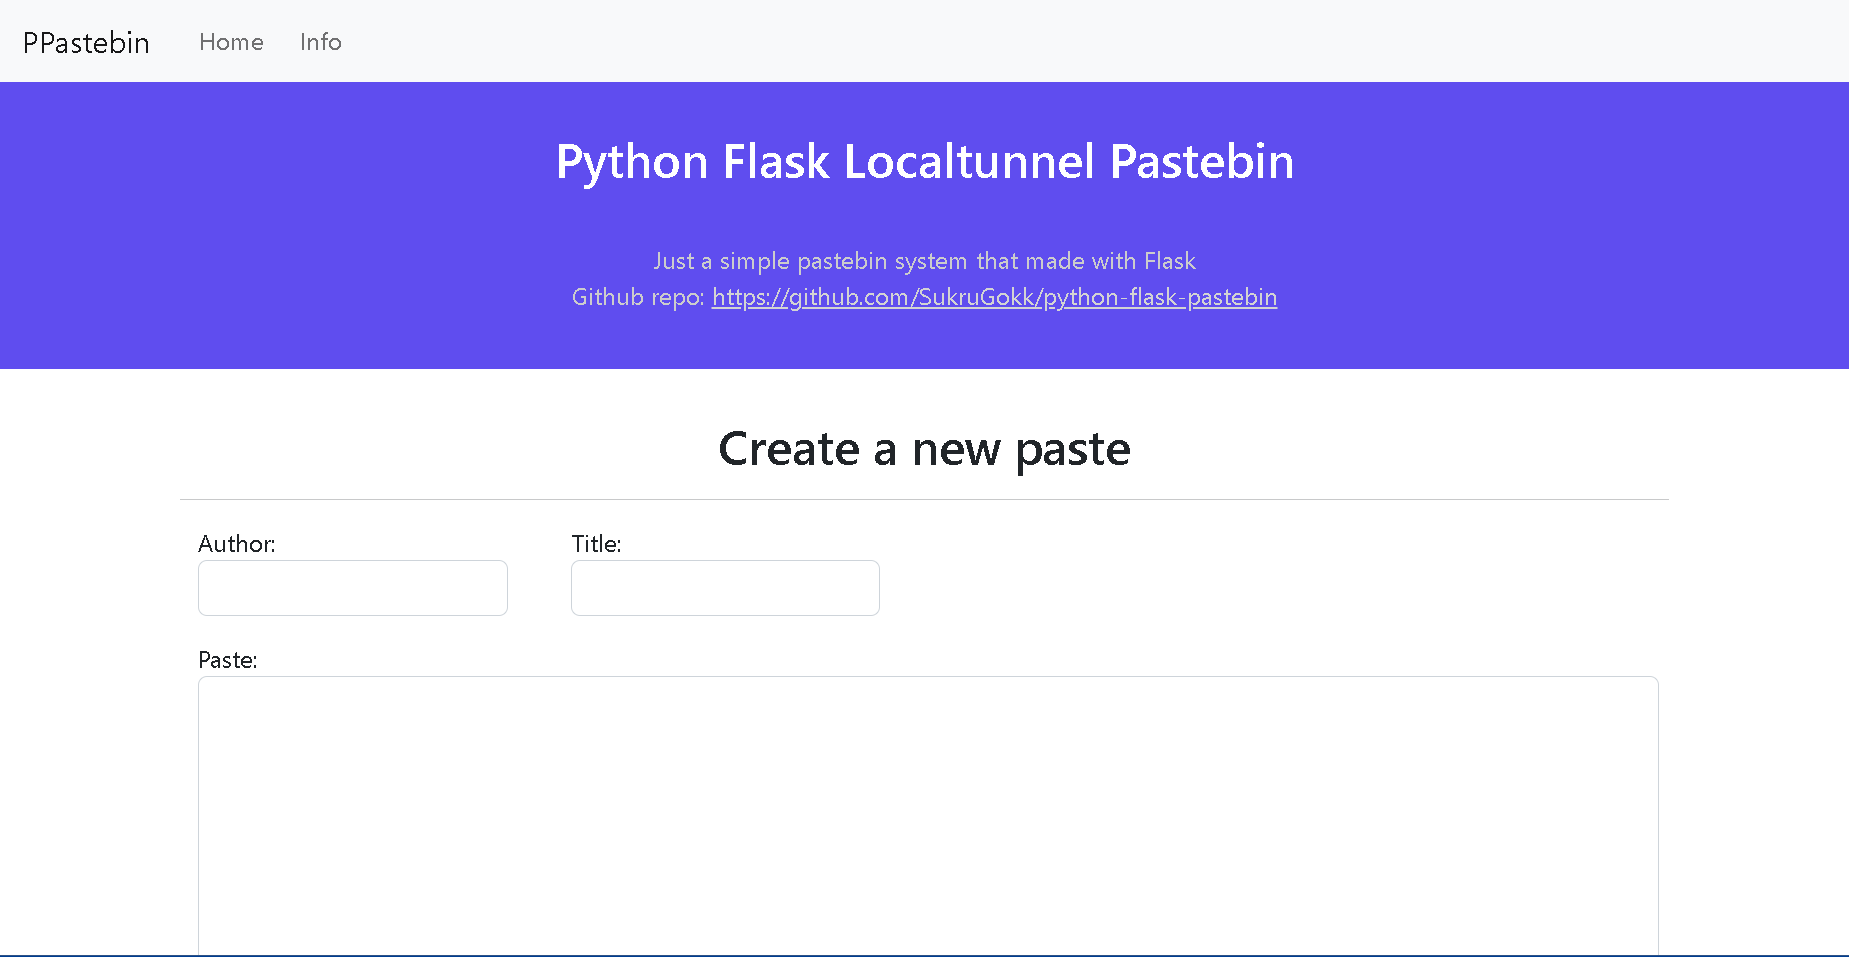 PPastebin Home Info
Python Flask Localtunnel Pastebin
Just a simple pastebin system that made with Flask
Github repo: https://github.com/SukruGokk/python-flask-pastebin
Create a new paste
Author: Title:
Paste: